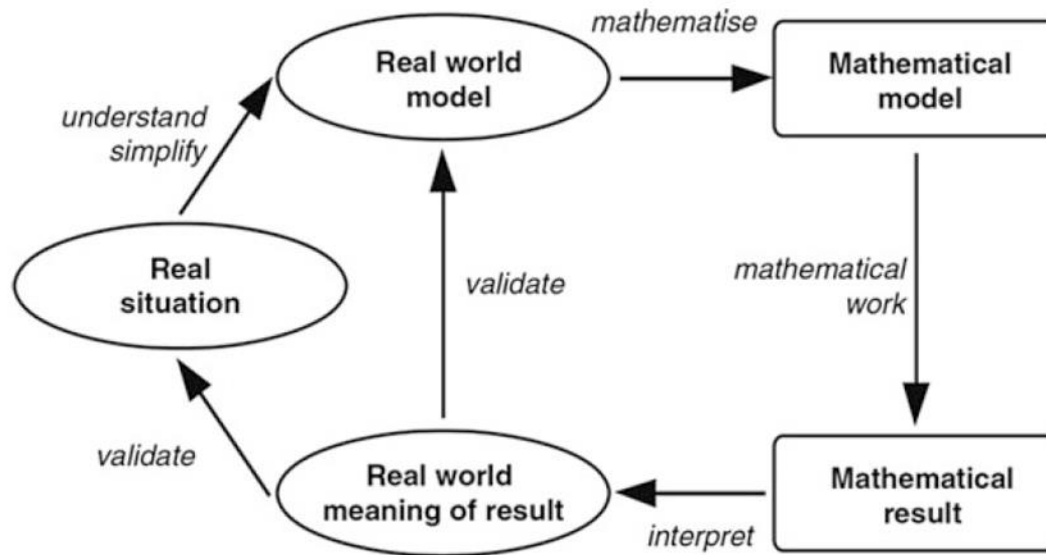 mathematise
Real world
model
Mathematical
model
understand
simplify
Real
situation
validate
mathematical
work
validate
Real world
meaning of result
interpret
Mathematical
result